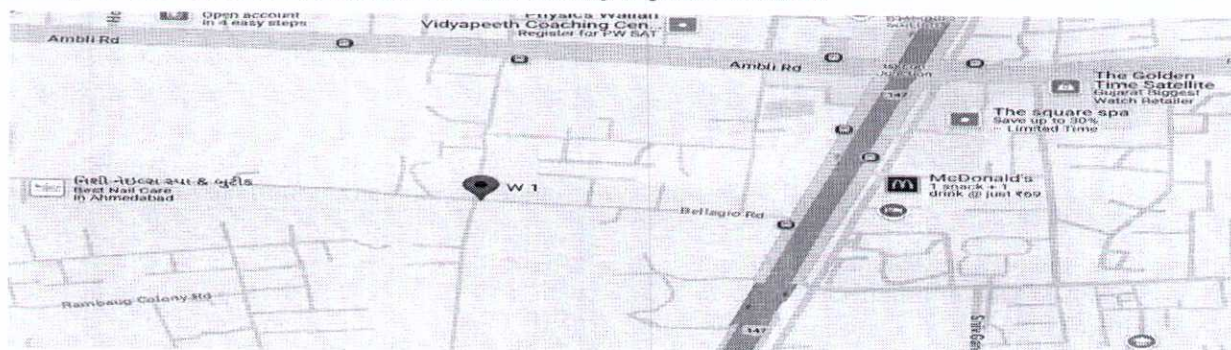 Open account
in 4 easy steps
Physics Wallah
Vidyapeeth Coaching Cen...
Register for PW SAT
Ambli Rd
Ambli Rd
147
The Golden
Time Satellite
Gujarat Biggest
Watch Retailer
The square spa
Save up to 30%
- Limited Time
નિશી નેઇલ્સ સ્પા & બુટીક
Best Nail Care
in Ahmedabad
W 1
McDonald's
1 snack + 1
drink @ just ₹69
Bellagio Rd
Rambaug Colony Rd
147